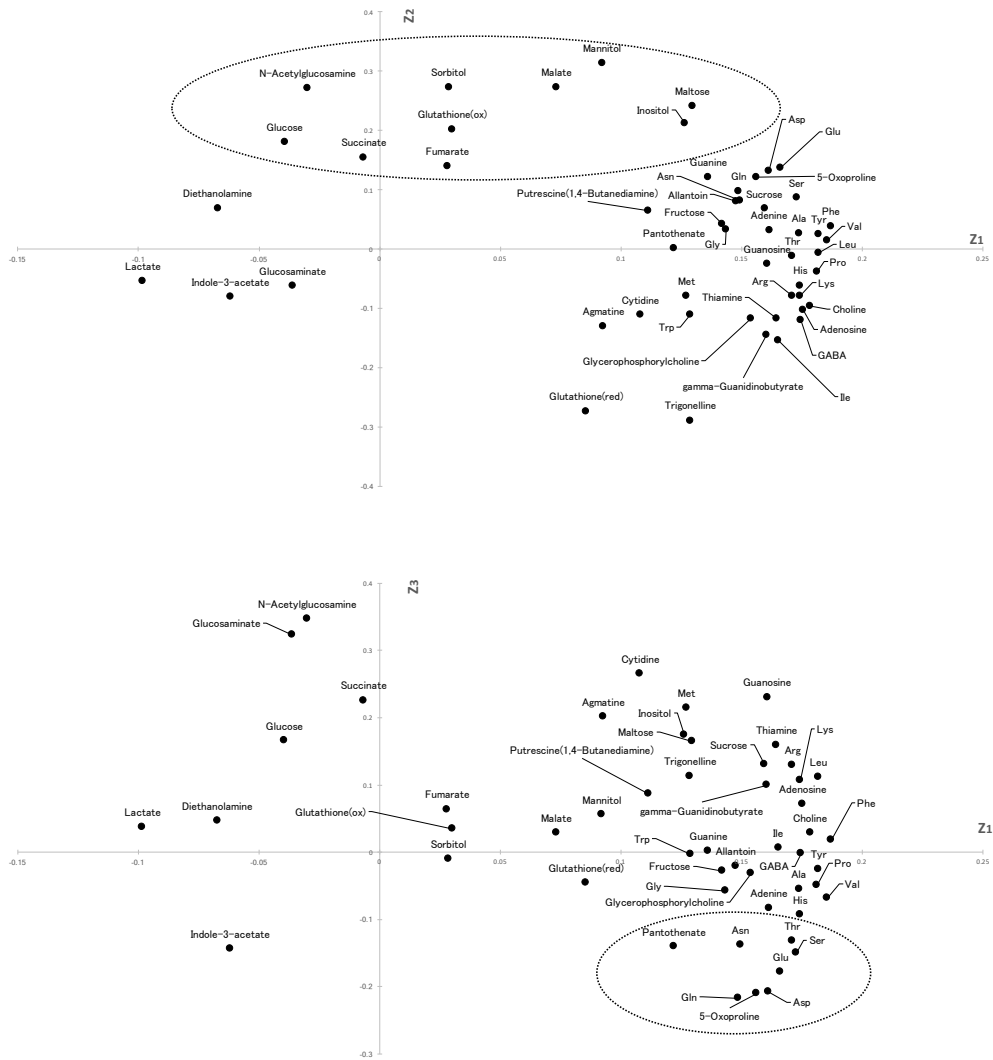 0.4
Z2
Mannitol
N-Acetylglucosamine
Sorbitol
Malate
0.3
Maltose
Inositol
Glutathione(ox)
Asp
Glu
Glucose
0.2
Succinate
Fumarate
Guanine
Asn
Gln
5-Oxoproline
Diethanolamine
Putrescine(1,4-Butanediamine)
Allantoin
Sucrose
Ser
0.1
Fructose
Adenine
Ala
Tyr
Phe
Val
Pantothenate
Gly
Guanosine
Thr
Leu
Z1
0
-0.15
-0.1
-0.05
0
0.05
0.1
0.15
0.2
0.25
Lactate
Indole-3-acetate
Glucosaminate
Met
His
Pro
Arg
Lys
-0.1
Agmatine
Cytidine
Trp
Thiamine
Choline
Adenosine
Glycerophosphorylcholine
GABA
gamma-Guanidinobutyrate
Ile
-0.2
Glutathione(red)
Trigonelline
-0.3
-0.4
0.4
Z3
N-Acetylglucosamine
Glucosaminate
0.3
Cytidine
Succinate
Guanosine
Agmatine
Met
Inositol
0.2
Glucose
Maltose
Thiamine
Lys
Putrescine(1,4-Butanediamine)
Sucrose
Arg
Leu
Trigonelline
Lactate
Diethanolamine
Glutathione(ox)
Fumarate
Mannitol
Malate
gamma-Guanidinobutyrate
Adenosine
Phe
0.1
Choline
Z1
Sorbitol
Trp
Guanine
Allantoin
Ile
GABA
Tyr
Pro
0
-0.15
-0.1
-0.05
0
0.05
0.1
0.15
0.2
0.25
Glutathione(red)
Fructose
Gly
Glycerophosphorylcholine
Ala
Val
Adenine
His
-0.1
Indole-3-acetate
Pantothenate
Asn
Thr
Ser
Glu
-0.2
Gln
5-Oxoproline
Asp
-0.3